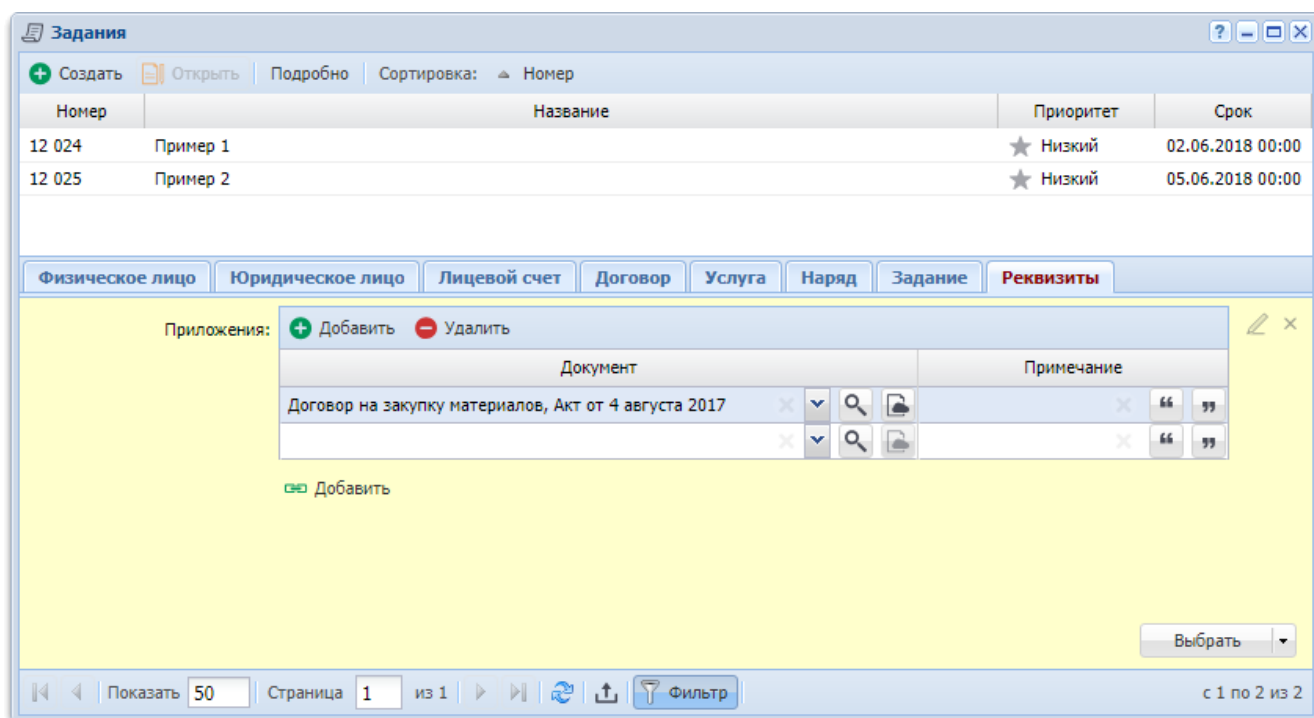 Задания
Создать Открыть Подробно Сортировка: Номер
Номер Название Приоритет Срок
12 024 Пример 1 Низкий 02.06.2018 00:00
12 025 Пример 2 Низкий 05.06.2018 00:00
Физическое лицо Юридическое лицо Лицевой счет Договор Услуга Наряд Задание Реквизиты
Приложения: Добавить Удалить
Документ Примечание
Договор на закупку материалов, Акт от 4 августа 2017
Добавить
Выбрать
Показать 50 Страница 1 из 1 Фильтр с 1 по 2 из 2